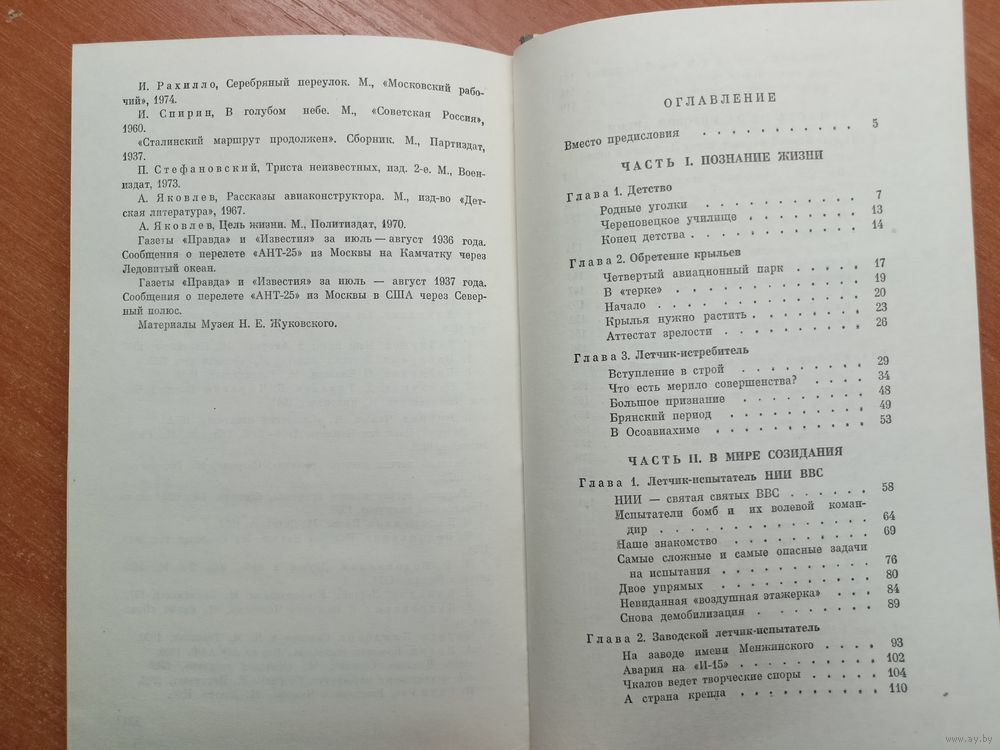 И. Рахилло, Серебряный переулок. М., «Московский рабо-
чий», 1974.
И. Спирин, В голубом небе. М., «Советская Россия»,
1960.
«Сталинский маршрут продолжен». Сборник. М., Партиздат,
1937.
П. Стефановский, Триста неизвестных, изд. 2-е. М., Воен-
издат, 1973.
А. Яковлев, Рассказы авиаконструктора. М., изд-во «Дет-
ская литература», 1967.
А. Яковлев, Цель жизни. М., Политиздат, 1970.
Газеты «Правда» и «Известия» за июль — август 1936 года.
Сообщения о перелете «АНТ-25» из Москвы на Камчатку через
Ледовитый океан.
Газеты «Правда» и «Известия» за июль — август 1937 года.
Сообщения о перелете «АНТ-25» из Москвы в США через Север-
ный полюс.
Материалы Музея Н. Е. Жуковского.
ОГЛАВЛЕНИЕ
Вместо предисловия . . . . . . . . . . . 5
ЧАСТЬ I. ПОЗНАНИЕ ЖИЗНИ
Глава 1. Детство
Родные уголки . . . . . . . . . . 7
Череповецкое училище . . . . . . . 13
Конец детства . . . . . . . . . . 14
Глава 2. Обретение крыльев
Четвертый авиационный парк . . . . . 17
В «терке» . . . . . . . . . . . 19
Начало . . . . . . . . . . . . 20
Крылья нужно растить . . . . . . . 23
Аттестат зрелости . . . . . . . . 26
Глава 3. Летчик-истребитель
Вступление в строй . . . . . . . . 29
Что есть мерило совершенства? . . . . 34
Большое признание . . . . . . . . 48
Брянский период . . . . . . . . . 49
В Осоавиахиме . . . . . . . . . . 53
ЧАСТЬ II. В МИРЕ СОЗИДАНИЯ
Глава 1. Летчик-испытатель НИИ ВВС
НИИ — святая святых ВВС . . . . . . 58
Испытатели бомб и их волевой коман-
дир . . . . . . . . . . . . 64
Наше знакомство . . . . . . . . . 69
Самые сложные и самые опасные задачи
на испытания . . . . . . . . . 76
Двое упрямых . . . . . . . . . . 80
Невиданная «воздушная этажерка» . . . 84
Снова демобилизация . . . . . . . . 89
Глава 2. Заводской летчик-испытатель
На заводе имени Менжинского . . . . 93
Авария на «И-15» . . . . . . . . . 102
Чкалов ведет творческие споры . . . . 104
А страна крепла . . . . . . . . . 110
www.ay.by